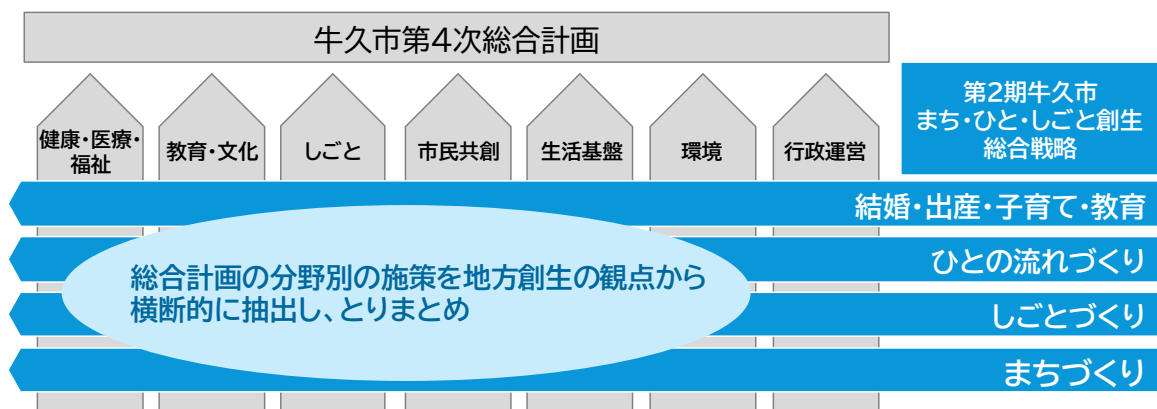 牛久市第4次総合計画
第2期牛久市
まち・ひと・しごと創生
総合戦略
健康・医療・
福祉
教育・文化
しごと
市民共創
生活基盤
環境
行政運営
結婚・出産・子育て・教育
ひとの流れづくり
しごとづくり
まちづくり
総合計画の分野別の施策を地方創生の観点から
横断的に抽出し、とりまとめ